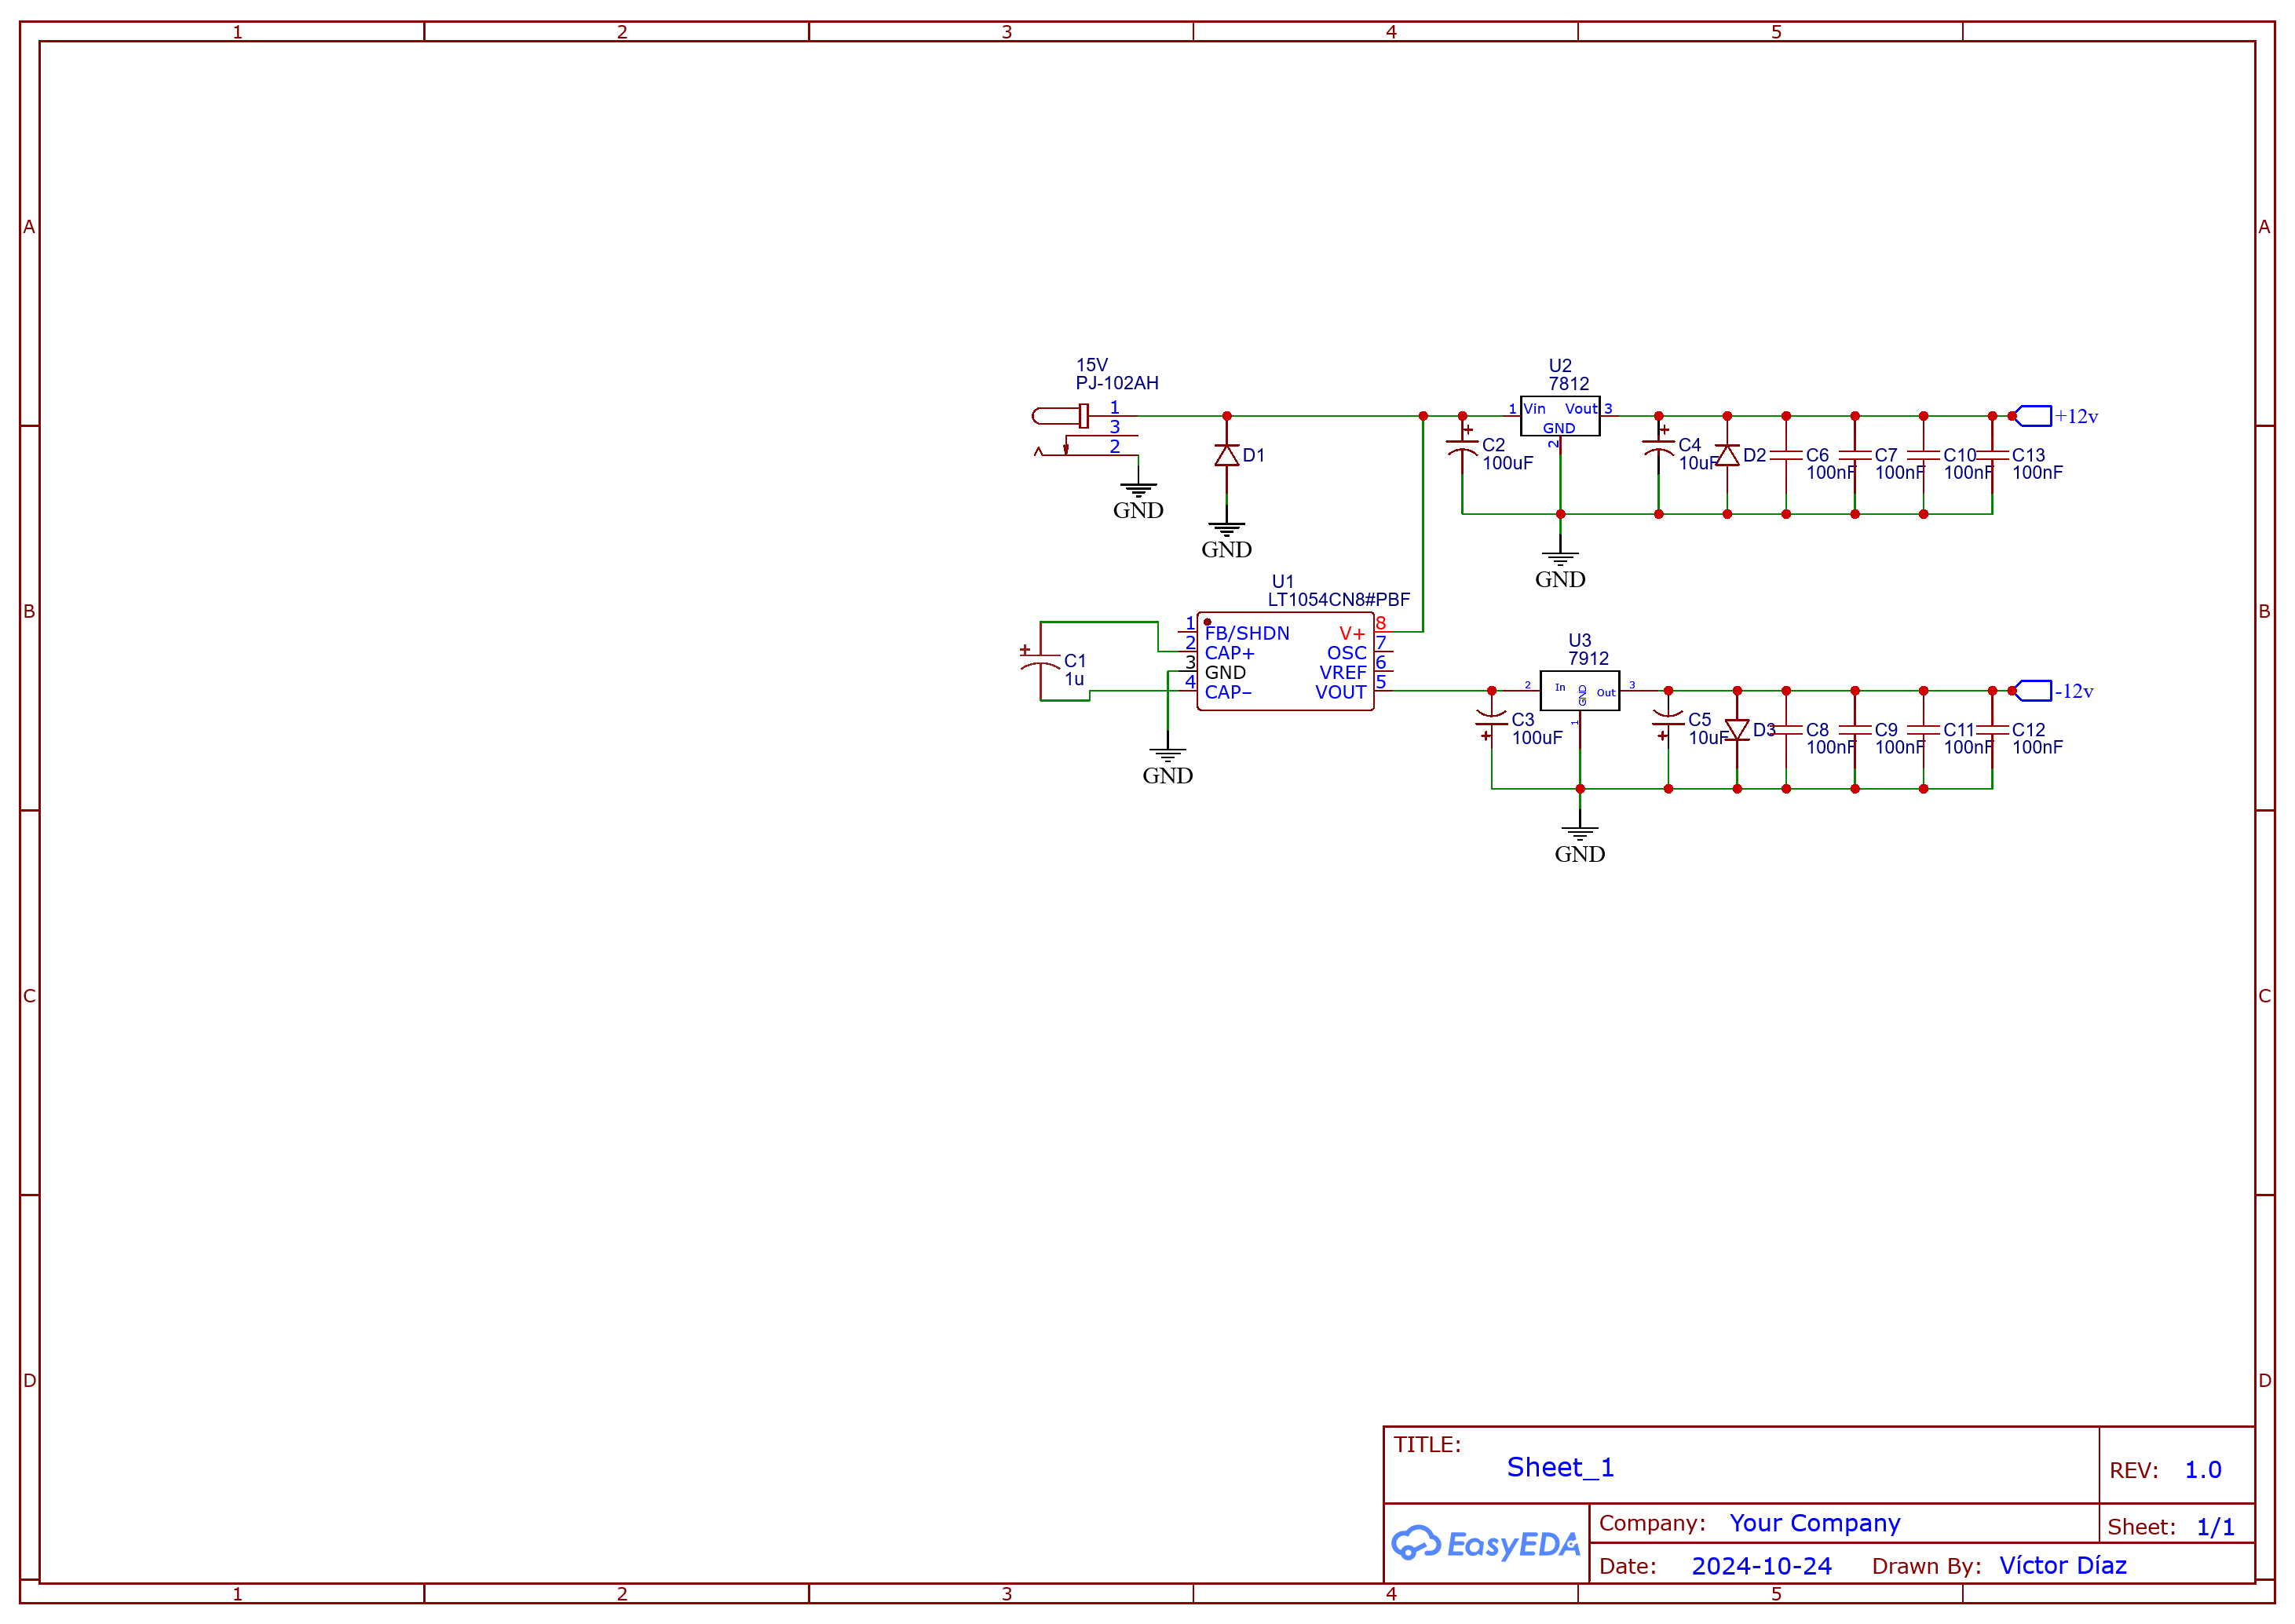 1 2 3 4 5
A A
15V
PJ-102AH
1
3
2
GND
D1
GND
U2
7812
1 Vin Vout 3
GND
2
C2
100uF
C4
10uF
D2
C6
100nF
C7
100nF
C10
100nF
C13
100nF
+12v
GND
B B
U1
LT1054CN8#PBF
1 FB/SHDN V+ 8
2 CAP+ OSC 7
3 GND VREF 6
4 CAP− VOUT 5
C1
1u
GND
U3
7912
2 In GND Out 3
1
C3
100uF
C5
10uF
D3
C8
100nF
C9
100nF
C11
100nF
C12
100nF
-12v
GND
C C
D D
TITLE:
Sheet_1
REV: 1.0
EasyEDA
Company: Your Company
Sheet: 1/1
Date: 2024-10-24 Drawn By: Víctor Díaz
1 2 3 4 5